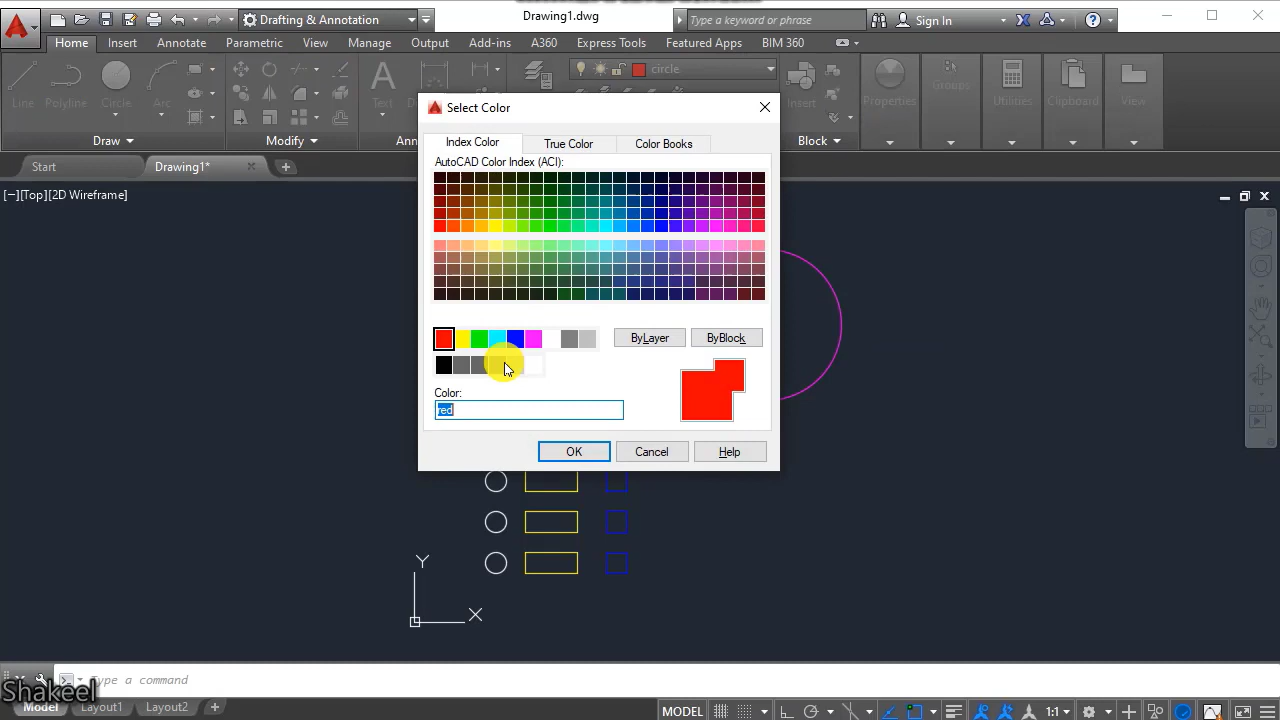 Drafting & Annotation
Drawing1.dwg
Type a keyword or phrase
Sign In
Home Insert Annotate Parametric View Manage Output Add-ins A360 Express Tools Featured Apps BIM 360
circle
Line Polyline Circle Arc Text Insert Properties Group Utilities Clipboard View
Draw Modify Block
Start Drawing1*
[−][Top][2D Wireframe]
Select Color
Index Color True Color Color Books
AutoCAD Color Index (ACI):
ByLayer ByBlock
Color:
red
OK Cancel Help
Y
X
Type a command
Shakeel
Model Layout1 Layout2
MODEL 1:1